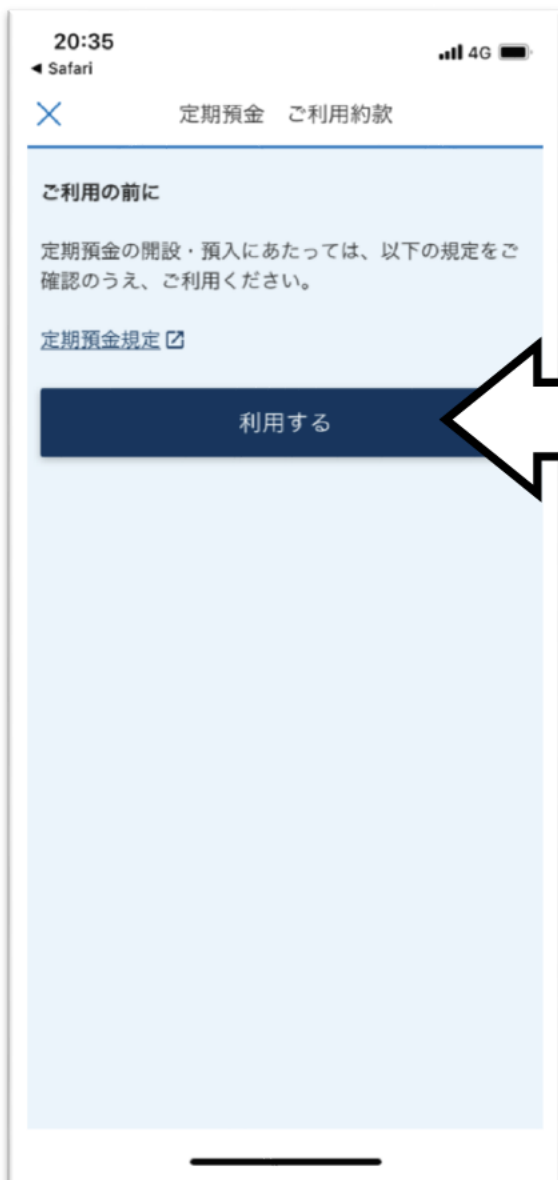 20:35
4G
◀ Safari
定期預金　ご利用約款
ご利用の前に
定期預金の開設・預入にあたっては、以下の規定をご
確認のうえ、ご利用ください。
定期預金規定
利用する